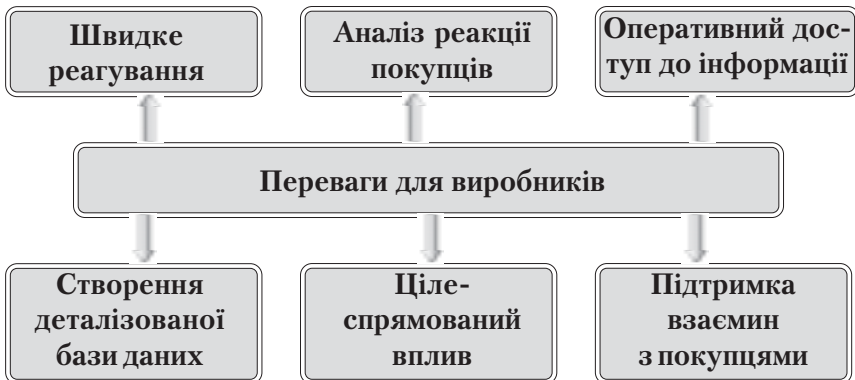 Швидке
реагування
Аналіз реакції
покупців
Оперативний дос-
туп до інформації
Переваги для виробників
Створення
деталізованої
бази даних
Ціле-
спрямований
вплив
Підтримка
взаємин
з покупцями